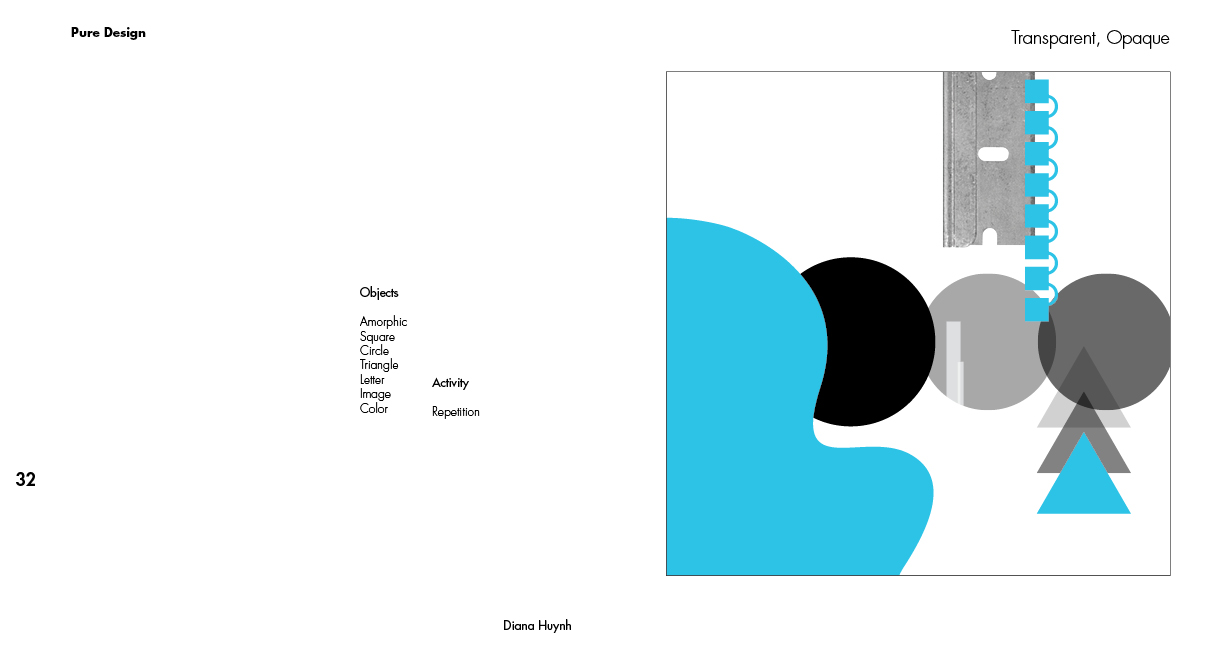 Pure Design
Transparent, Opaque
Objects
Amorphic
Square
Circle
Triangle
Letter
Image
Color
Activity
Repetition
32
Diana Huynh